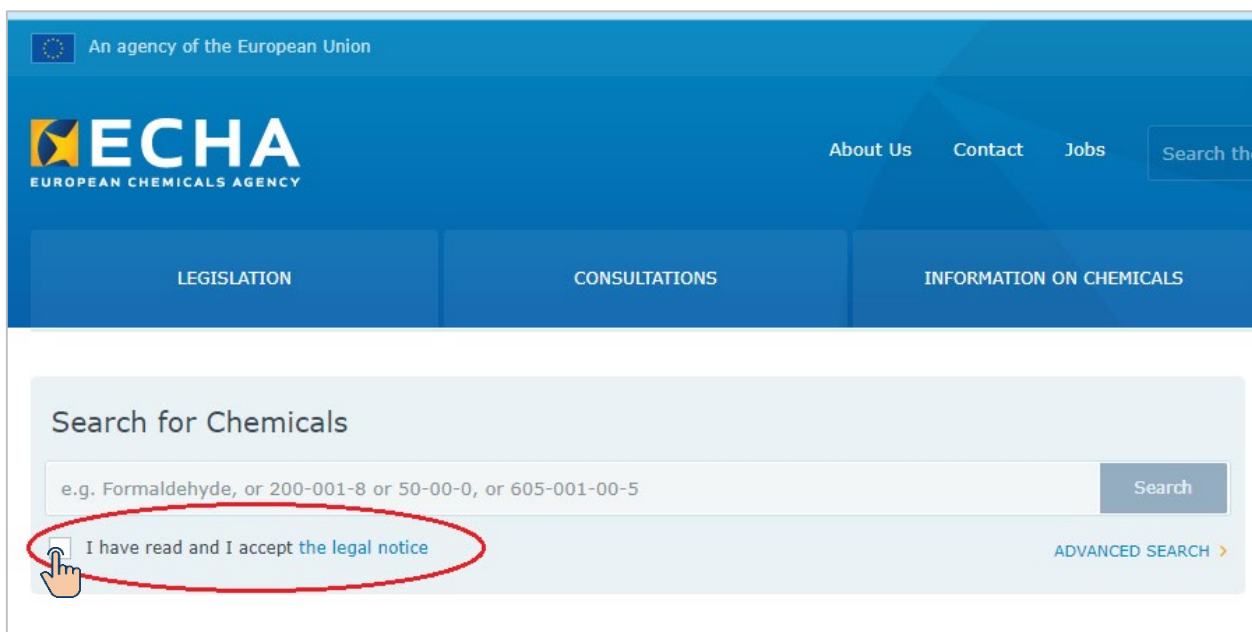 An agency of the European Union
ECHA
EUROPEAN CHEMICALS AGENCY
About Us Contact Jobs Search the
LEGISLATION CONSULTATIONS INFORMATION ON CHEMICALS
Search for Chemicals
e.g. Formaldehyde, or 200-001-8 or 50-00-0, or 605-001-00-5 Search
I have read and I accept the legal notice ADVANCED SEARCH >